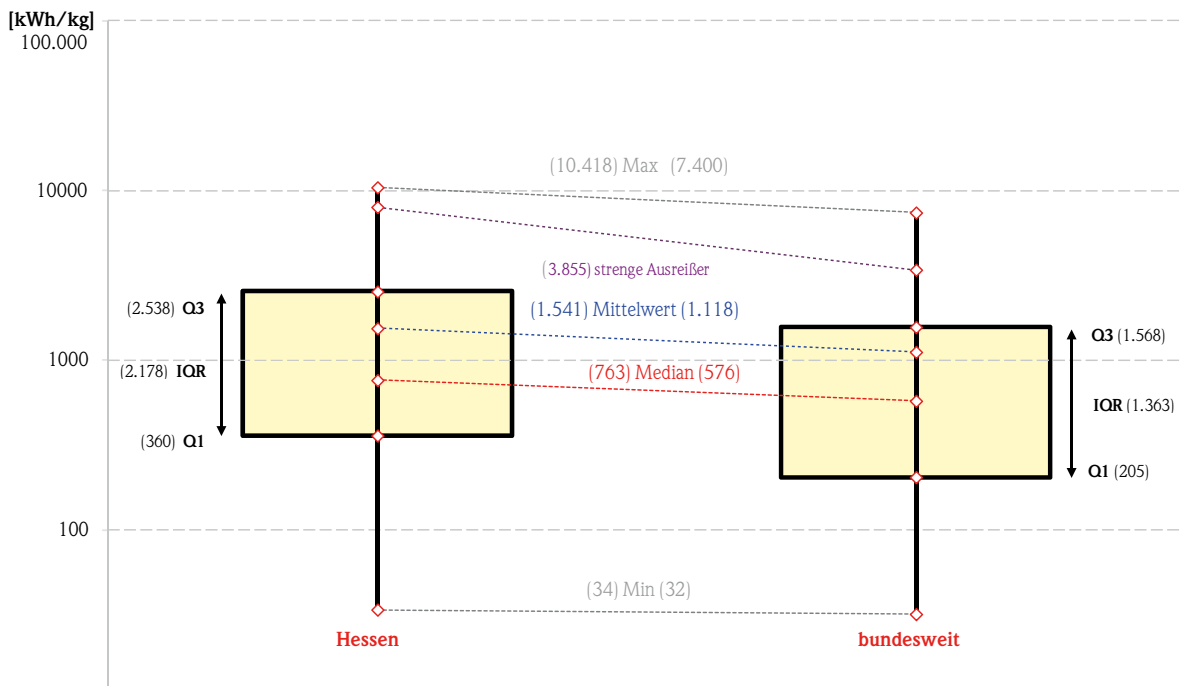 [kWh/kg]
100.000
(10.418) Max (7.400)
10000
(3.855) strenge Ausreißer
(2.538) Q3
(1.541) Mittelwert (1.118)
Q3 (1.568)
1000
(2.178) IQR
(763) Median (576)
IQR (1.363)
(360) Q1
Q1 (205)
100
(34) Min (32)
Hessen
bundesweit